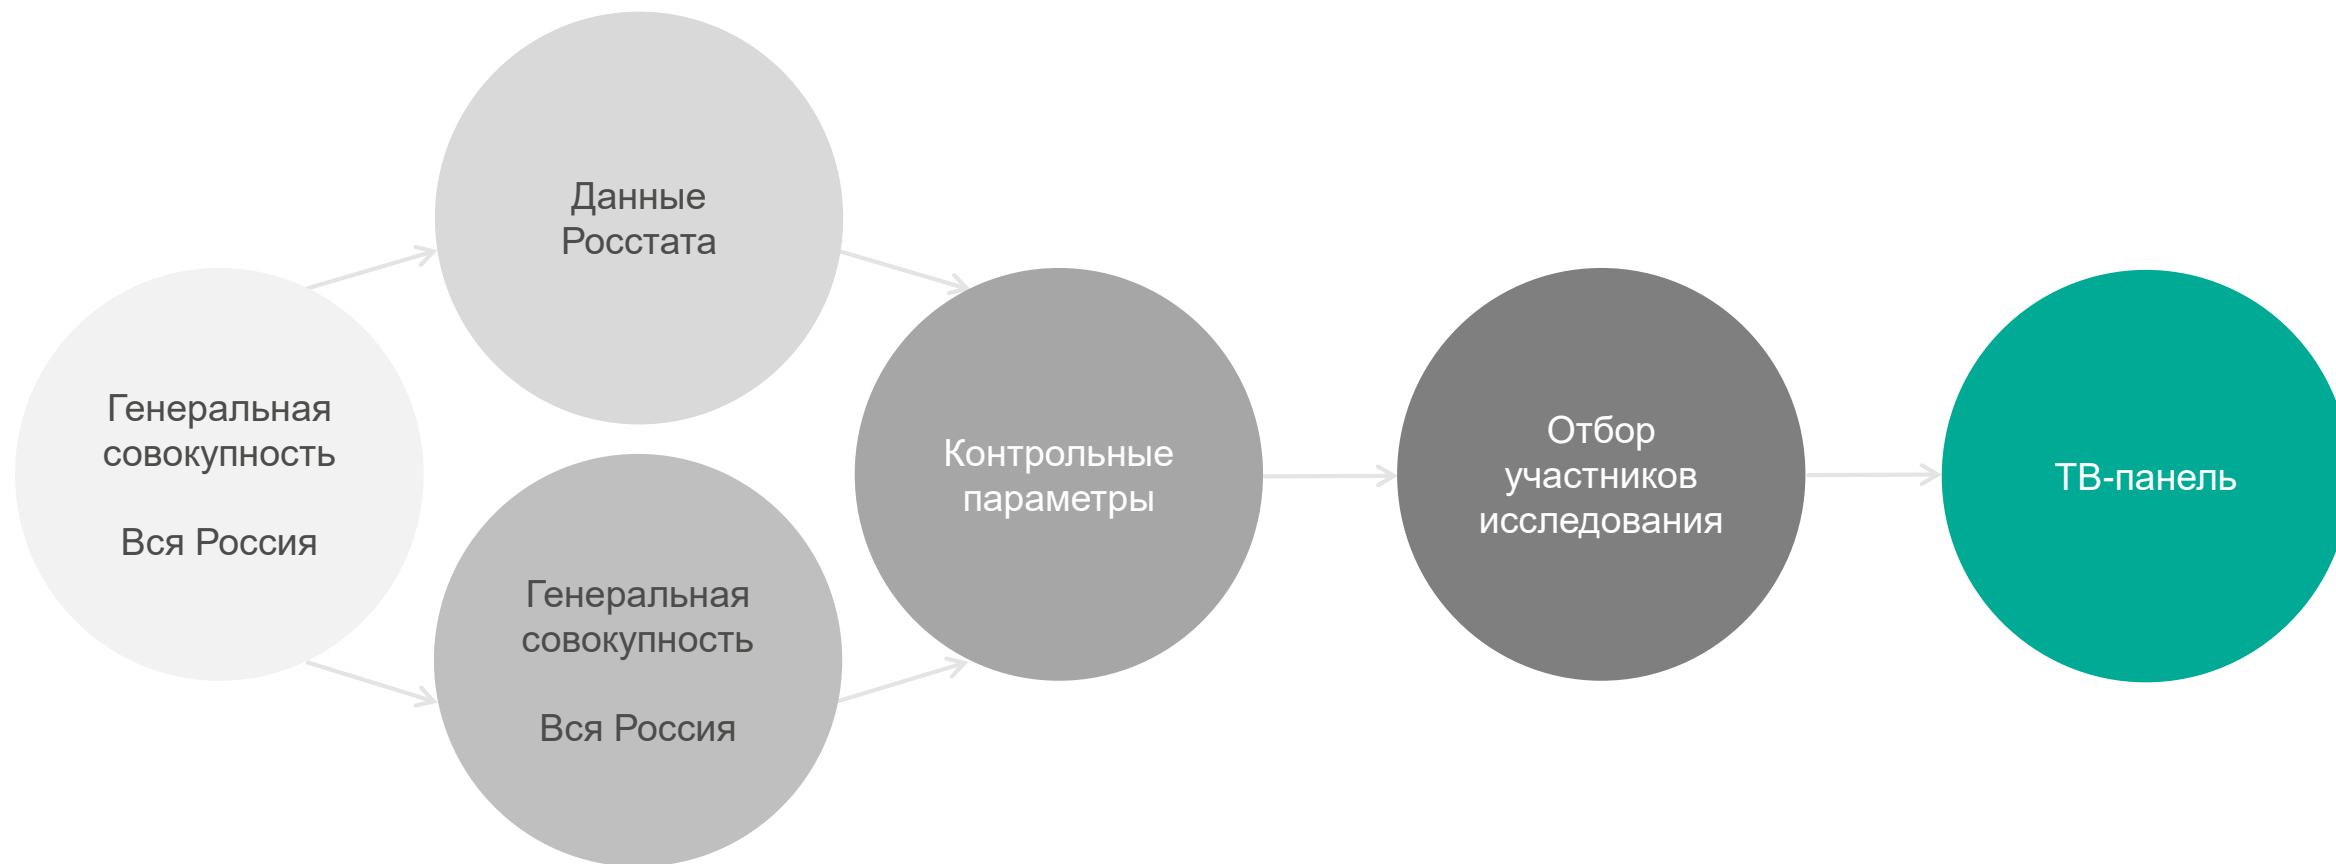 Генеральная
совокупность
Вся Россия
Данные
Росстата
Генеральная
совокупность
Вся Россия
Контрольные
параметры
Отбор
участников
исследования
ТВ-панель